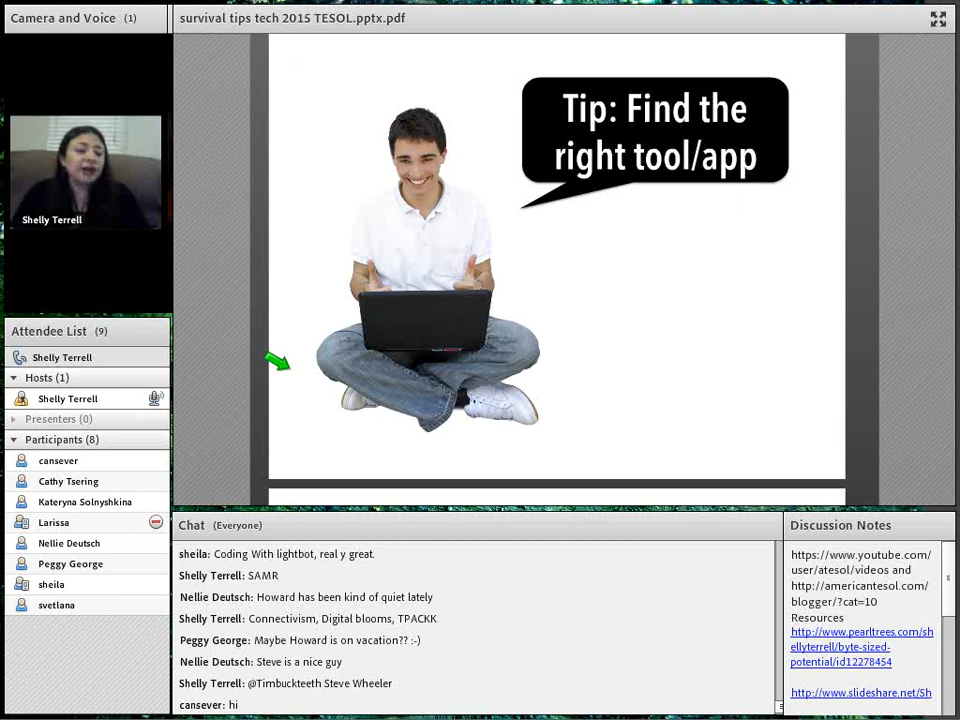 Camera and Voice (1)
survival tips tech 2015 TESOL.pptx.pdf
Shelly Terrell
Tip: Find the
right tool/app
Attendee List (9)
Shelly Terrell
Hosts (1)
Shelly Terrell
Presenters (0)
Participants (8)
cansever
Cathy Tsering
Kateryna Solnyshkina
Larissa
Nellie Deutsch
Peggy George
sheila
svetlana
Chat (Everyone)
sheila: Coding With lightbot, real y great.
Shelly Terrell: SAMR
Nellie Deutsch: Howard has been kind of quiet lately
Shelly Terrell: Connectivism, Digital blooms, TPACKK
Peggy George: Maybe Howard is on vacation?? :-)
Nellie Deutsch: Steve is a nice guy
Shelly Terrell: @Timbuckteeth Steve Wheeler
cansever: hi
Discussion Notes
https://www.youtube.com/
user/atesol/videos and
http://americantesol.com/
blogger/?cat=10
Resources
http://www.pearltrees.com/sh
ellyterrell/byte-sized-
potential/id12278454
http://www.slideshare.net/Sh